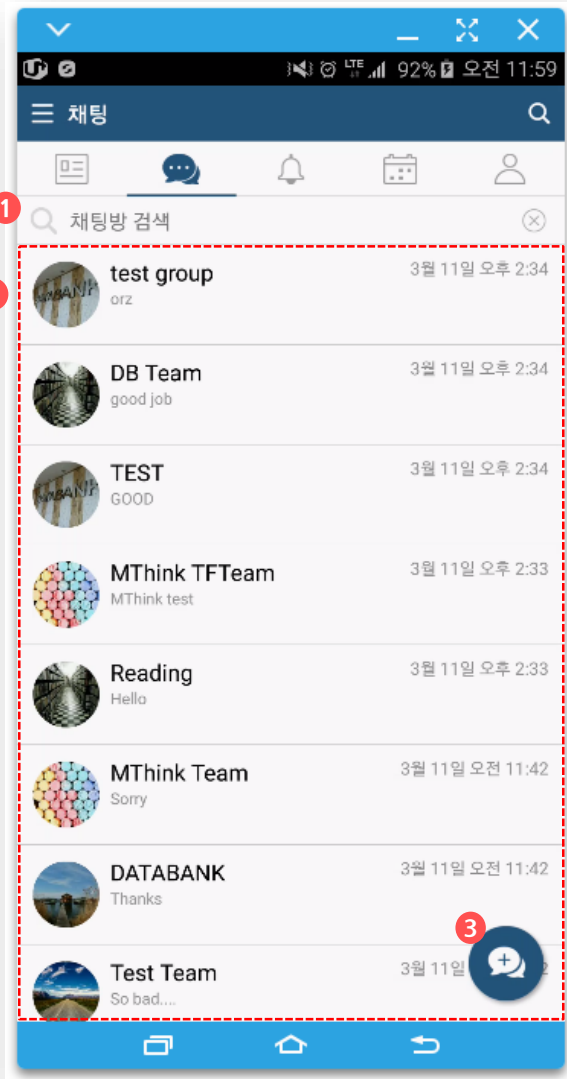 LTE 92% 오전 11:59
채팅
1
채팅방 검색
test group 3월 11일 오후 2:34
orz
DB Team 3월 11일 오후 2:34
good job
TEST 3월 11일 오후 2:34
GOOD
MThink TFTeam 3월 11일 오후 2:33
MThink test
Reading 3월 11일 오후 2:33
Hello
MThink Team 3월 11일 오전 11:42
Sorry
DATABANK 3월 11일 오전 11:42
Thanks
3
Test Team 3월 11일
So bad....